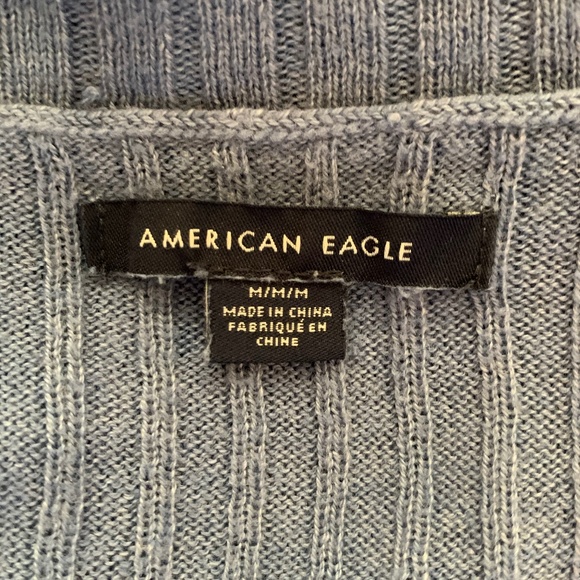 AMERICAN EAGLE
M/M/M
MADE IN CHINA
FABRIQUÉ EN
CHINE